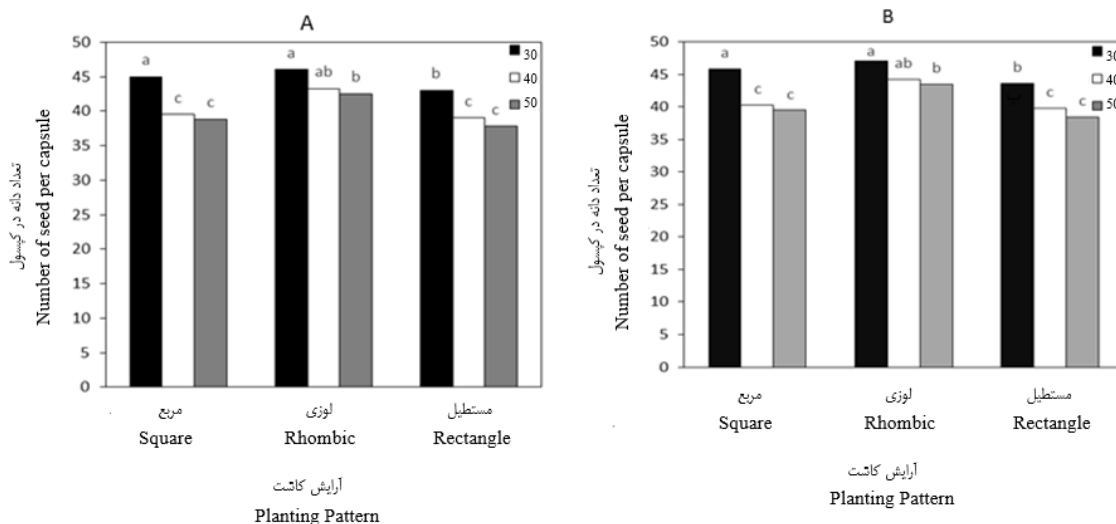 A
تعداد دانه در کپسول
Number of seed per capsule
50
45
40
35
30
25
20
15
10
5
0
30
40
50
a
c
c
a
ab
b
b
c
c
مربع
لوزی
مستطیل
Square
Rhombic
Rectangle
آرایش کاشت
Planting Pattern
B
تعداد دانه در کپسول
Number of seed per capsule
50
45
40
35
30
25
20
15
10
5
0
30
40
50
a
c
c
a
ab
b
b
c
c
مربع
لوزی
مستطیل
Square
Rhombic
Rectangle
آرایش کاشت
Planting Pattern